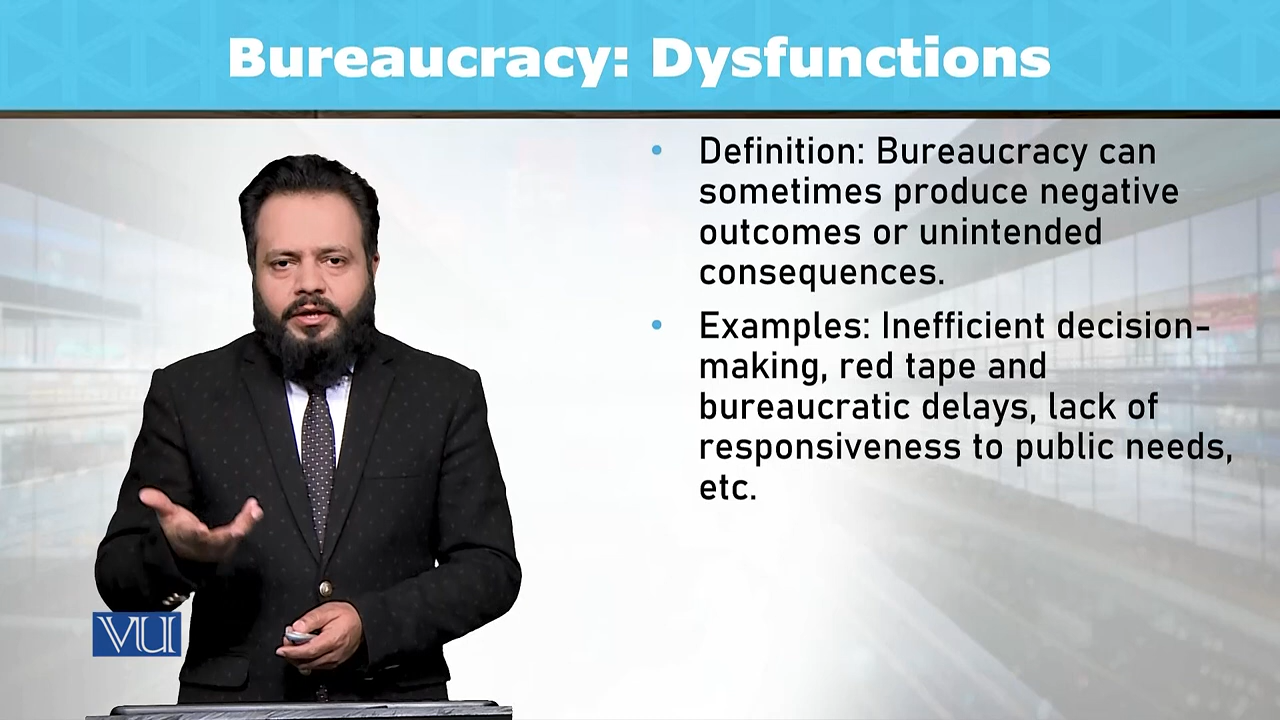 Bureaucracy: Dysfunctions
• Definition: Bureaucracy can
sometimes produce negative
outcomes or unintended
consequences.
• Examples: Inefficient decision-
making, red tape and
bureaucratic delays, lack of
responsiveness to public needs,
etc.
VU